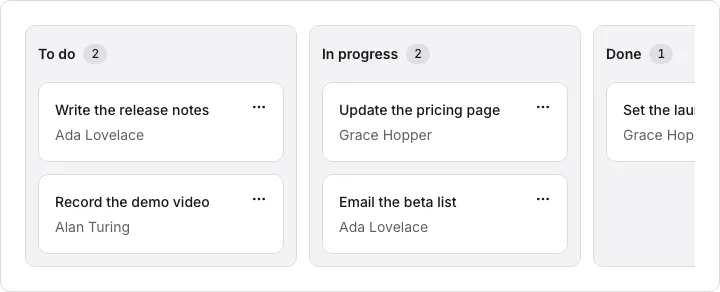 To do 2
Write the release notes
Ada Lovelace
Record the demo video
Alan Turing
In progress 2
Update the pricing page
Grace Hopper
Email the beta list
Ada Lovelace
Done 1
Set the
Grace